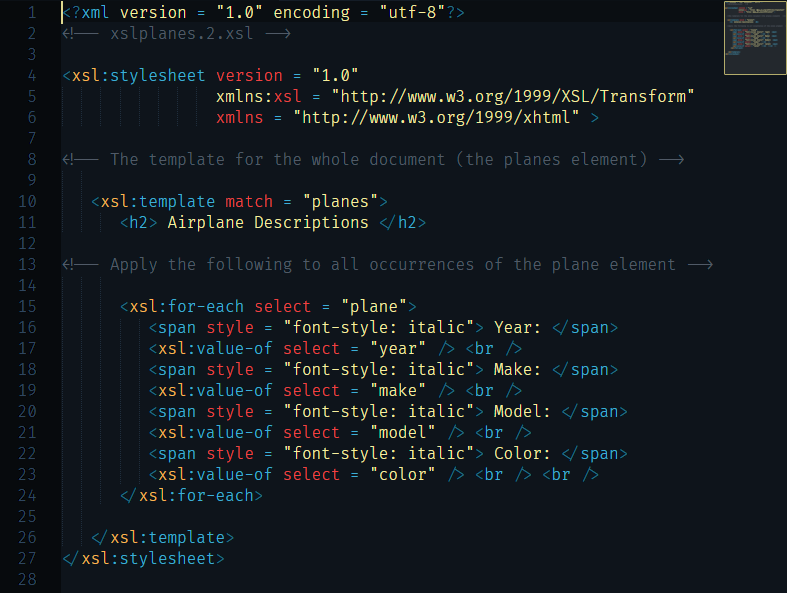 1 <?xml version = "1.0" encoding = "utf-8"?>
2 <!-- xslplanes.2.xsl -->
3
4 <xsl:stylesheet version = "1.0"
5 xmlns:xsl = "http://www.w3.org/1999/XSL/Transform"
6 xmlns = "http://www.w3.org/1999/xhtml" >
7
8 <!-- The template for the whole document (the planes element) -->
9
10 <xsl:template match = "planes">
11 <h2> Airplane Descriptions </h2>
12
13 <!-- Apply the following to all occurrences of the plane element -->
14
15 <xsl:for-each select = "plane">
16 <span style = "font-style: italic"> Year: </span>
17 <xsl:value-of select = "year" /> <br />
18 <span style = "font-style: italic"> Make: </span>
19 <xsl:value-of select = "make" /> <br />
20 <span style = "font-style: italic"> Model: </span>
21 <xsl:value-of select = "model" /> <br />
22 <span style = "font-style: italic"> Color: </span>
23 <xsl:value-of select = "color" /> <br /> <br />
24 </xsl:for-each>
25
26 </xsl:template>
27 </xsl:stylesheet>
28